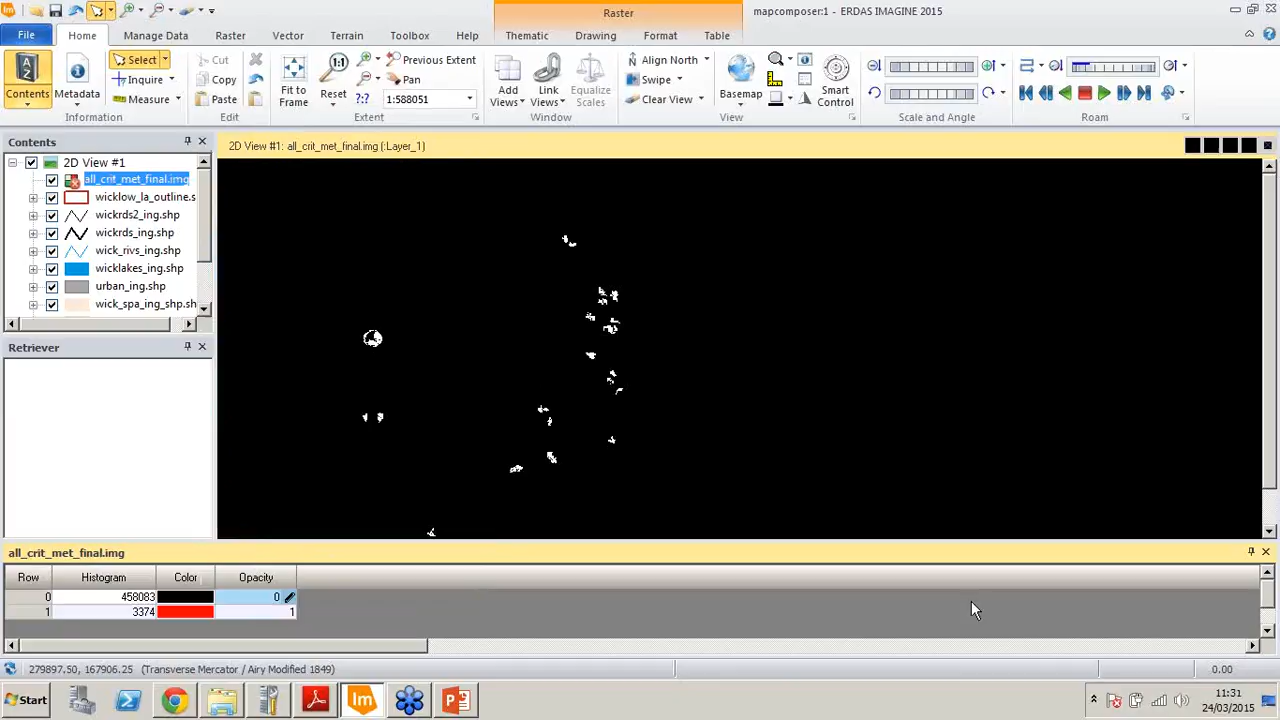 Raster
mapcomposer:1 - ERDAS IMAGINE 2015
File Home Manage Data Raster Vector Terrain Toolbox Help Thematic Drawing Format Table
Contents
Metadata
Select
Inquire
Measure
Information
Cut
Copy
Paste
Edit
Fit to Frame
1:1
Reset
Previous Extent
Pan
1:588051
Extent
Add Views
Link Views
Equalize Scales
Window
Align North
Swipe
Clear View
Basemap
Smart Control
View
Scale and Angle
Roam
Contents
2D View #1
all_crit_met_final.img
wicklow_la_outline.s
wickrds2_ing.shp
wickrds_ing.shp
wick_rivs_ing.shp
wicklakes_ing.shp
urban_ing.shp
wick_spa_ing_shp.sh
Retriever
2D View #1: all_crit_met_final.img (:Layer_1)
all_crit_met_final.img
Row Histogram Color Opacity
0 458083 0
1 3374 1
279897.50, 167906.25 (Transverse Mercator / Airy Modified 1849)
0.00
Start
11:31
24/03/2015